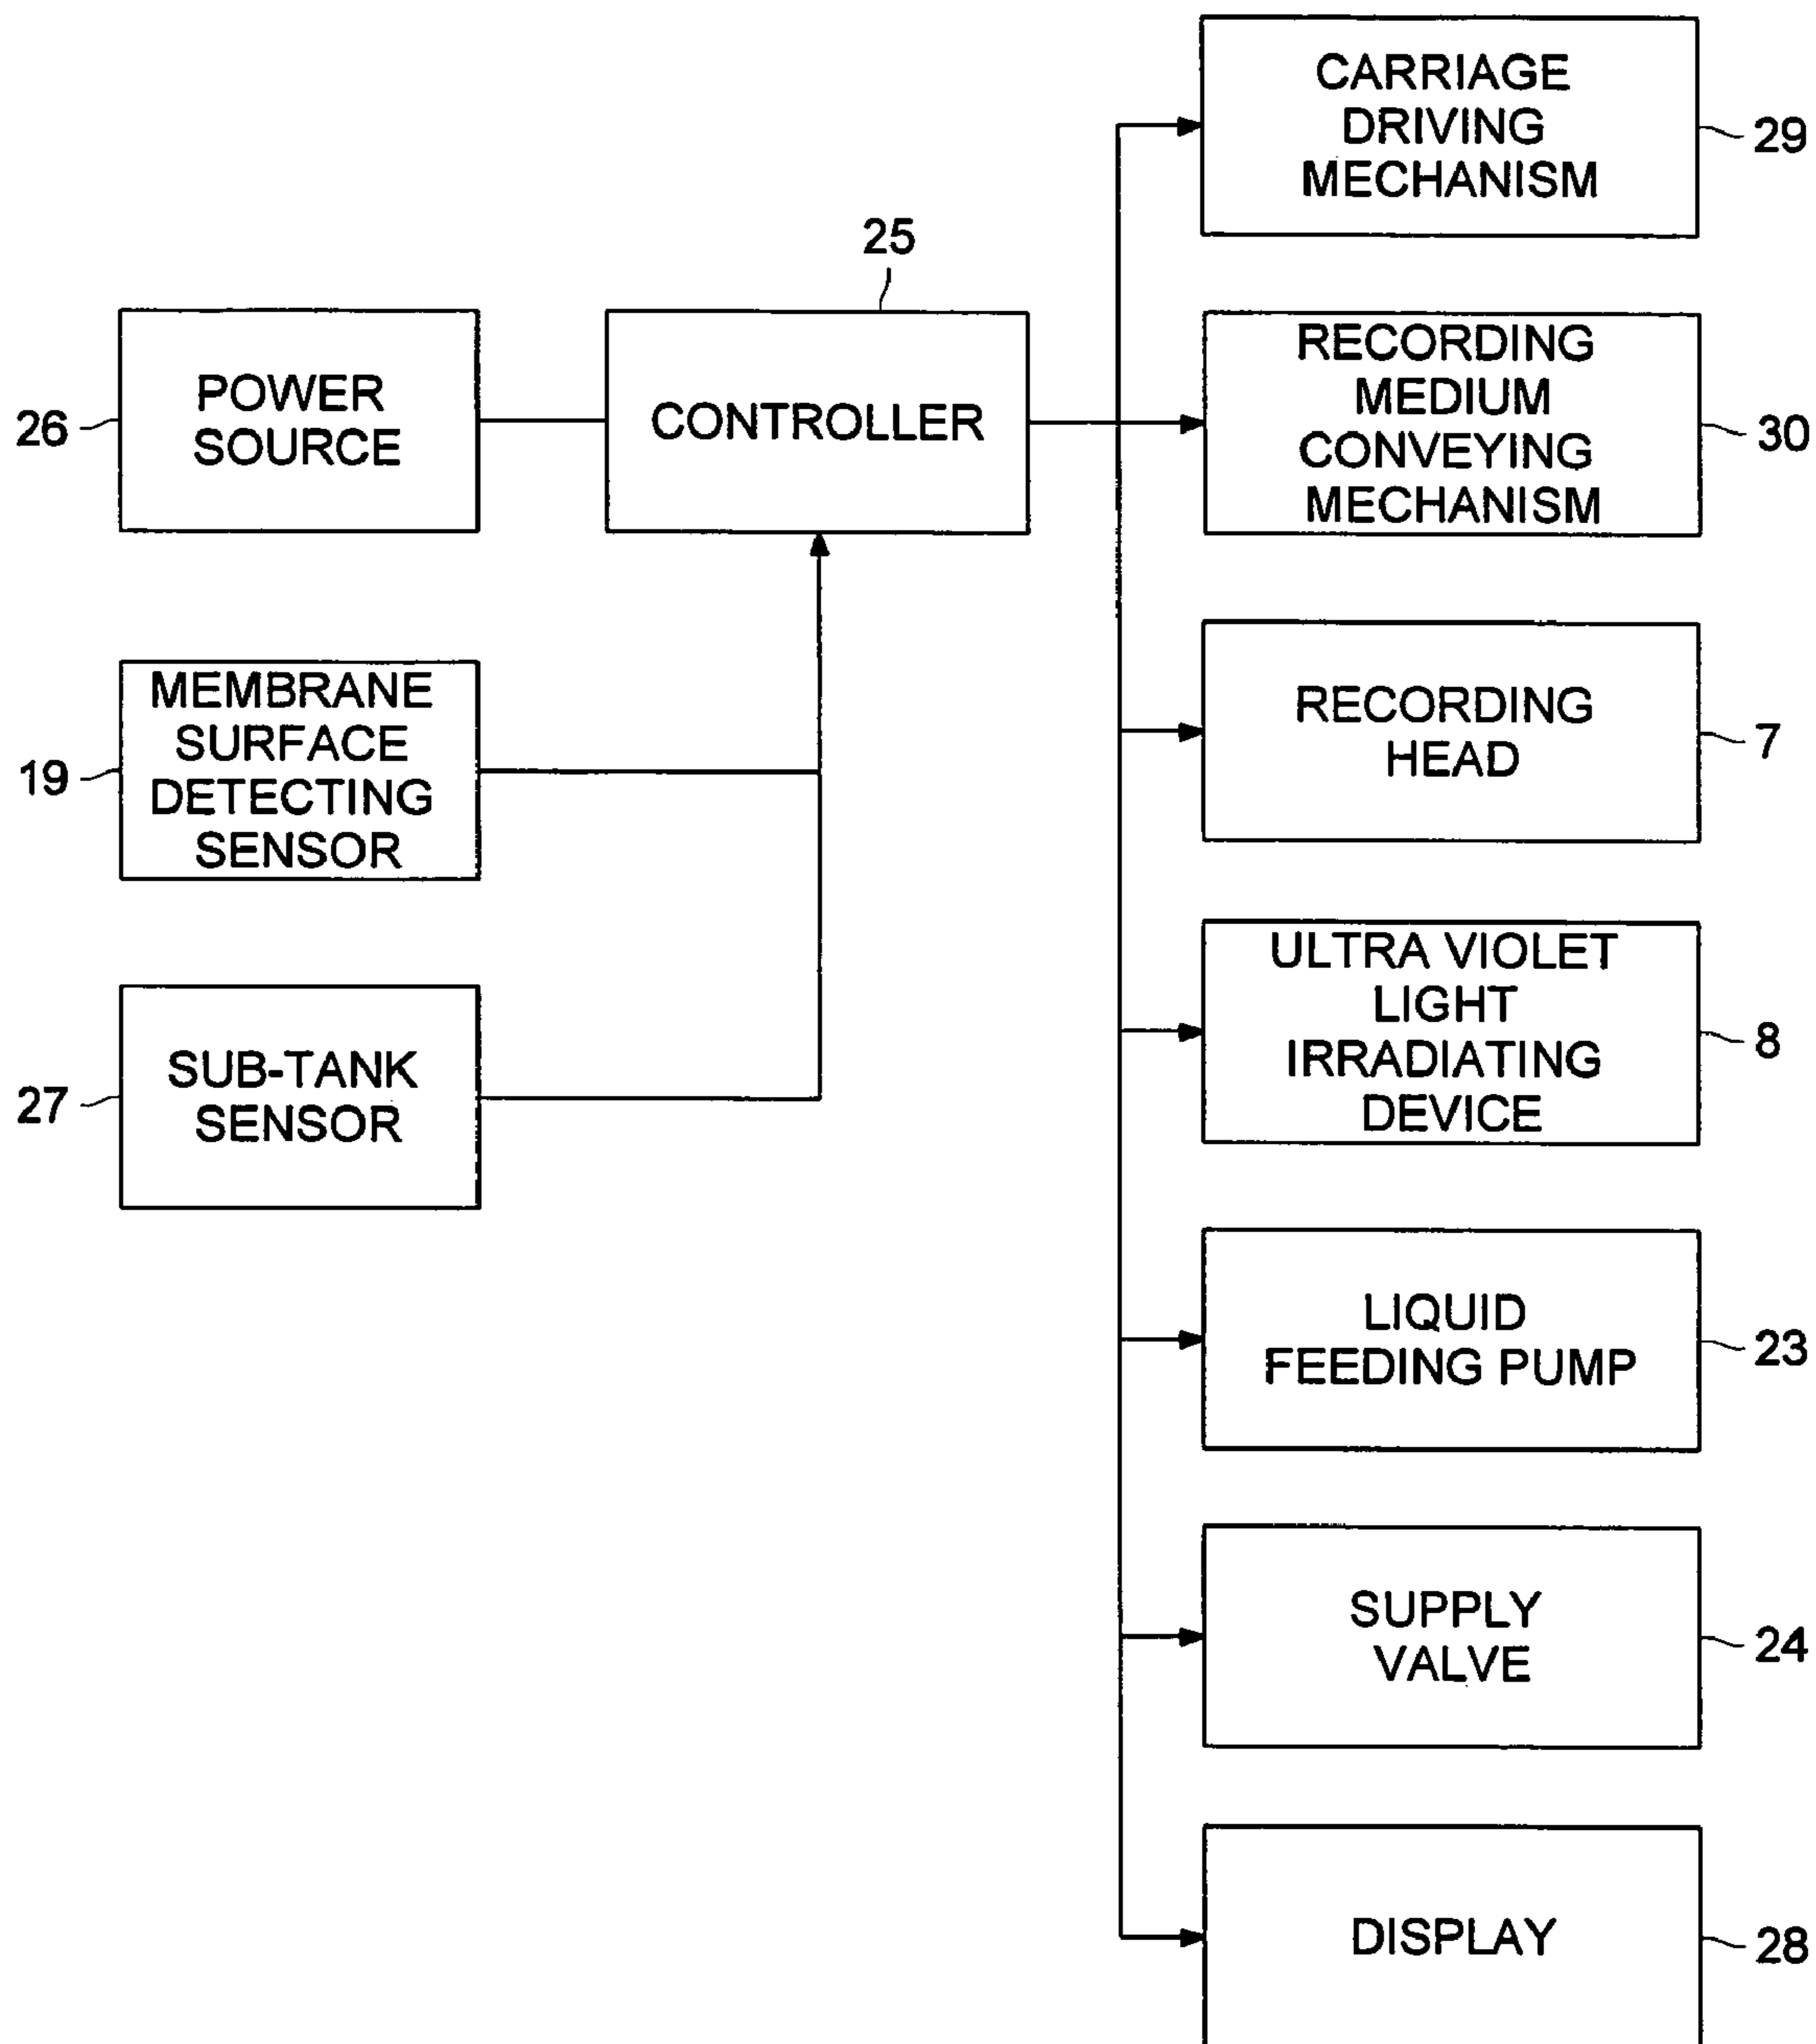 CARRIAGE
DRIVING
MECHANISM
29
25
POWER
SOURCE
26
CONTROLLER
RECORDING
MEDIUM
CONVEYING
MECHANISM
30
MEMBRANE
SURFACE
DETECTING
SENSOR
19
RECORDING
HEAD
7
SUB-TANK
SENSOR
27
ULTRA VIOLET
LIGHT
IRRADIATING
DEVICE
8
LIQUID
FEEDING PUMP
23
SUPPLY
VALVE
24
DISPLAY
28